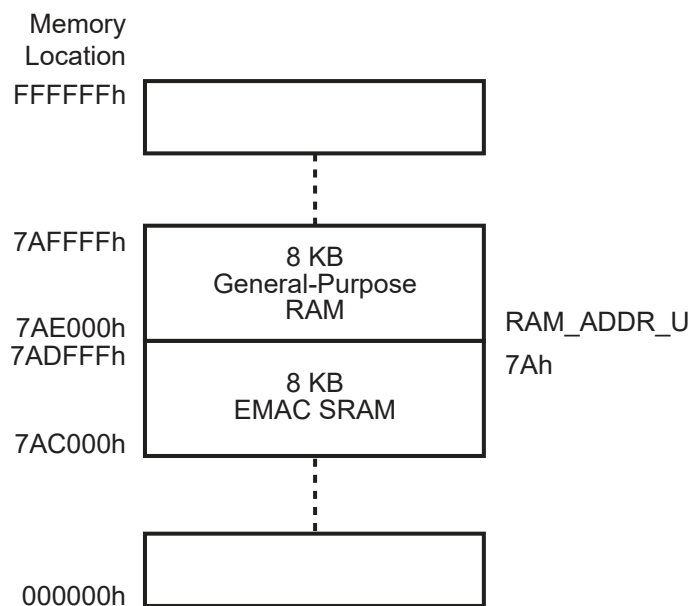 Memory
Location
FFFFFFh
7AFFFFh
8 KB
General-Purpose
RAM
7AE000h
RAM_ADDR_U
7ADFFFh
7Ah
8 KB
EMAC SRAM
7AC000h
000000h